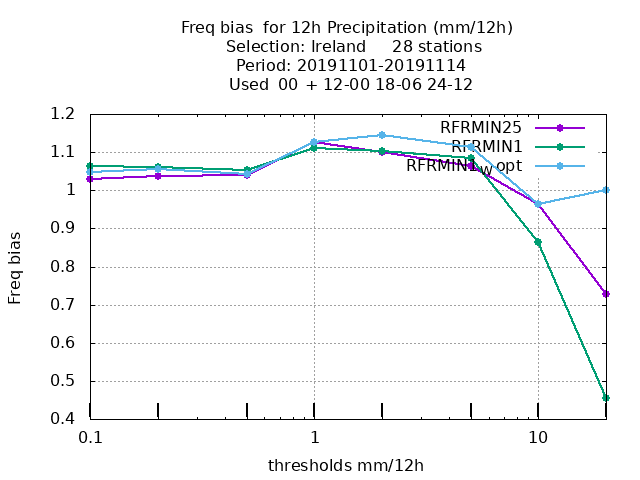 Freq bias  for 12h Precipitation (mm/12h)
Selection: Ireland     28 stations
Period: 20191101-20191114
Used  00 + 12-00 18-06 24-12
1.2
1.1
1
0.9
0.8
0.7
0.6
0.5
0.4
Freq bias
RFRMIN25
RFRMIN1
RFRMIN1_W opt
0.1
1
10
thresholds mm/12h